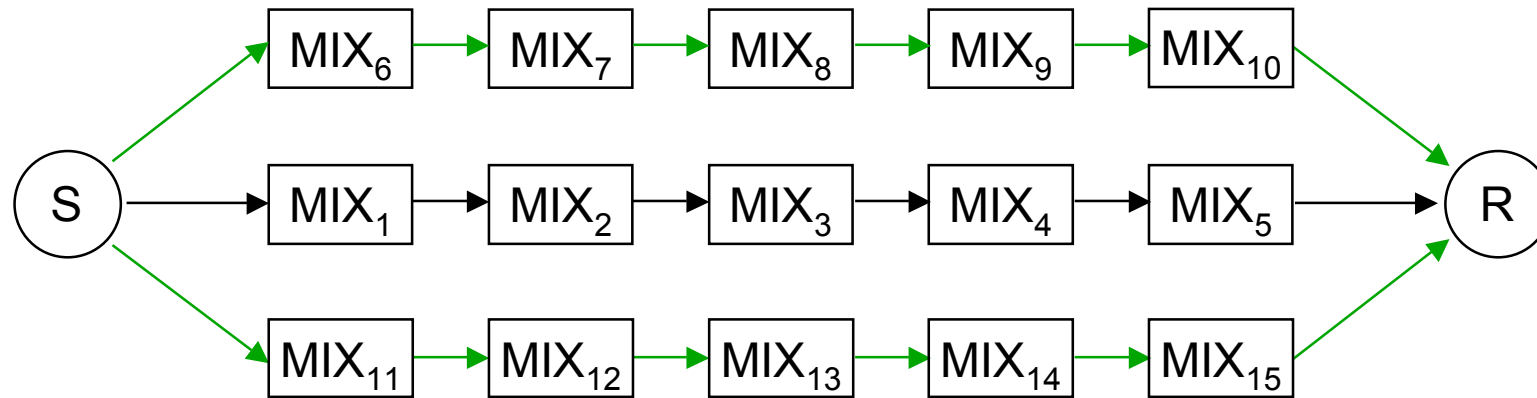 MIX₆ MIX₇ MIX₈ MIX₉ MIX₁₀
S MIX₁ MIX₂ MIX₃ MIX₄ MIX₅ R
MIX₁₁ MIX₁₂ MIX₁₃ MIX₁₄ MIX₁₅